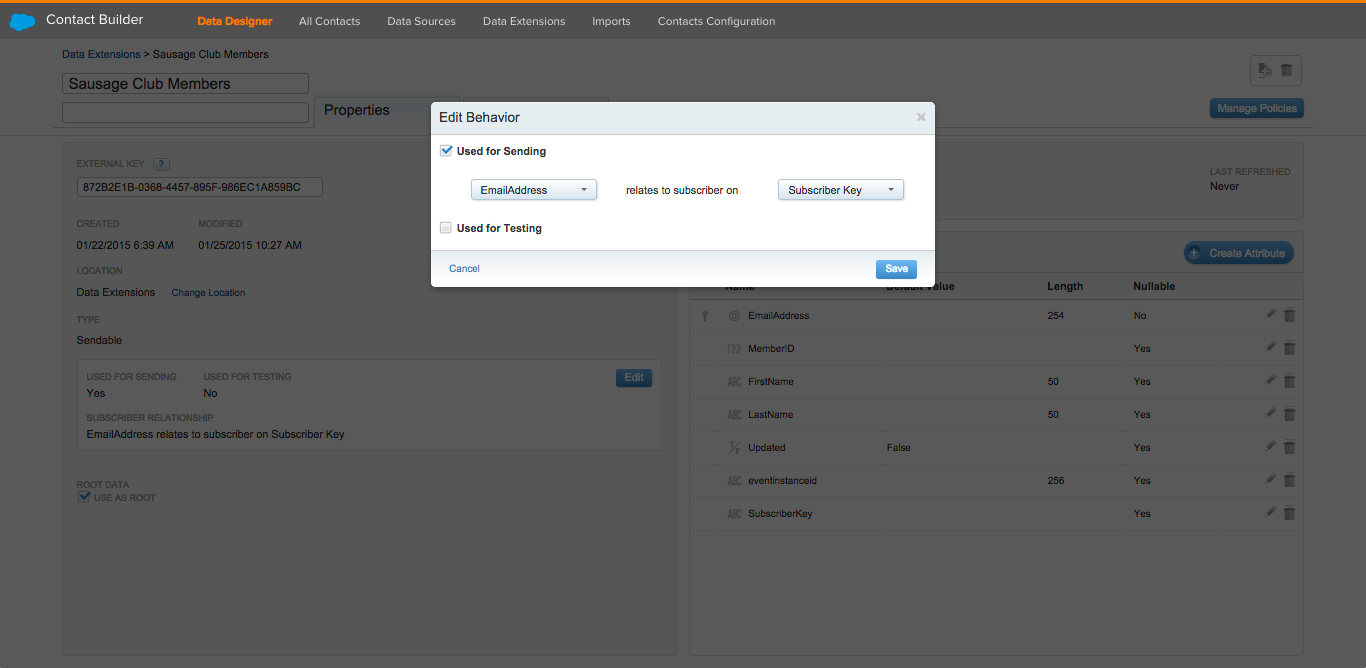 Contact Builder
Data Designer All Contacts Data Sources Data Extensions Imports Contacts Configuration
Data Extensions > Sausage Club Members
Sausage Club Members
Properties
Manage Policies
Edit Behavior
Used for Sending
EmailAddress relates to subscriber on Subscriber Key
Used for Testing
Cancel Save
EXTERNAL KEY ?
872B2E1B-0368-4457-895F-986EC1A859BC
CREATED MODIFIED
01/22/2015 6:39 AM 01/25/2015 10:27 AM
LOCATION
Data Extensions Change Location
TYPE
Sendable
USED FOR SENDING USED FOR TESTING
Edit
Yes No
SUBSCRIBER RELATIONSHIP
EmailAddress relates to subscriber on Subscriber Key
ROOT DATA
USE AS ROOT
LAST REFRESHED
Never
Create Attribute
Name Default Value Length Nullable
@ EmailAddress 254 No
123 MemberID Yes
ABC FirstName 50 Yes
ABC LastName 50 Yes
T/F Updated False Yes
ABC eventinstanceid 256 Yes
ABC SubscriberKey Yes